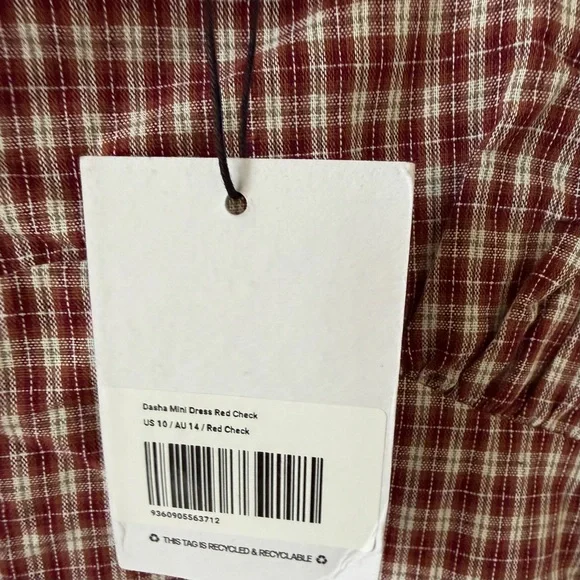 Dasha Mini Dress Red Check
US 10 / AU 14 / Red Check
9360905563712
THIS TAG IS RECYCLED & RECYCLABLE